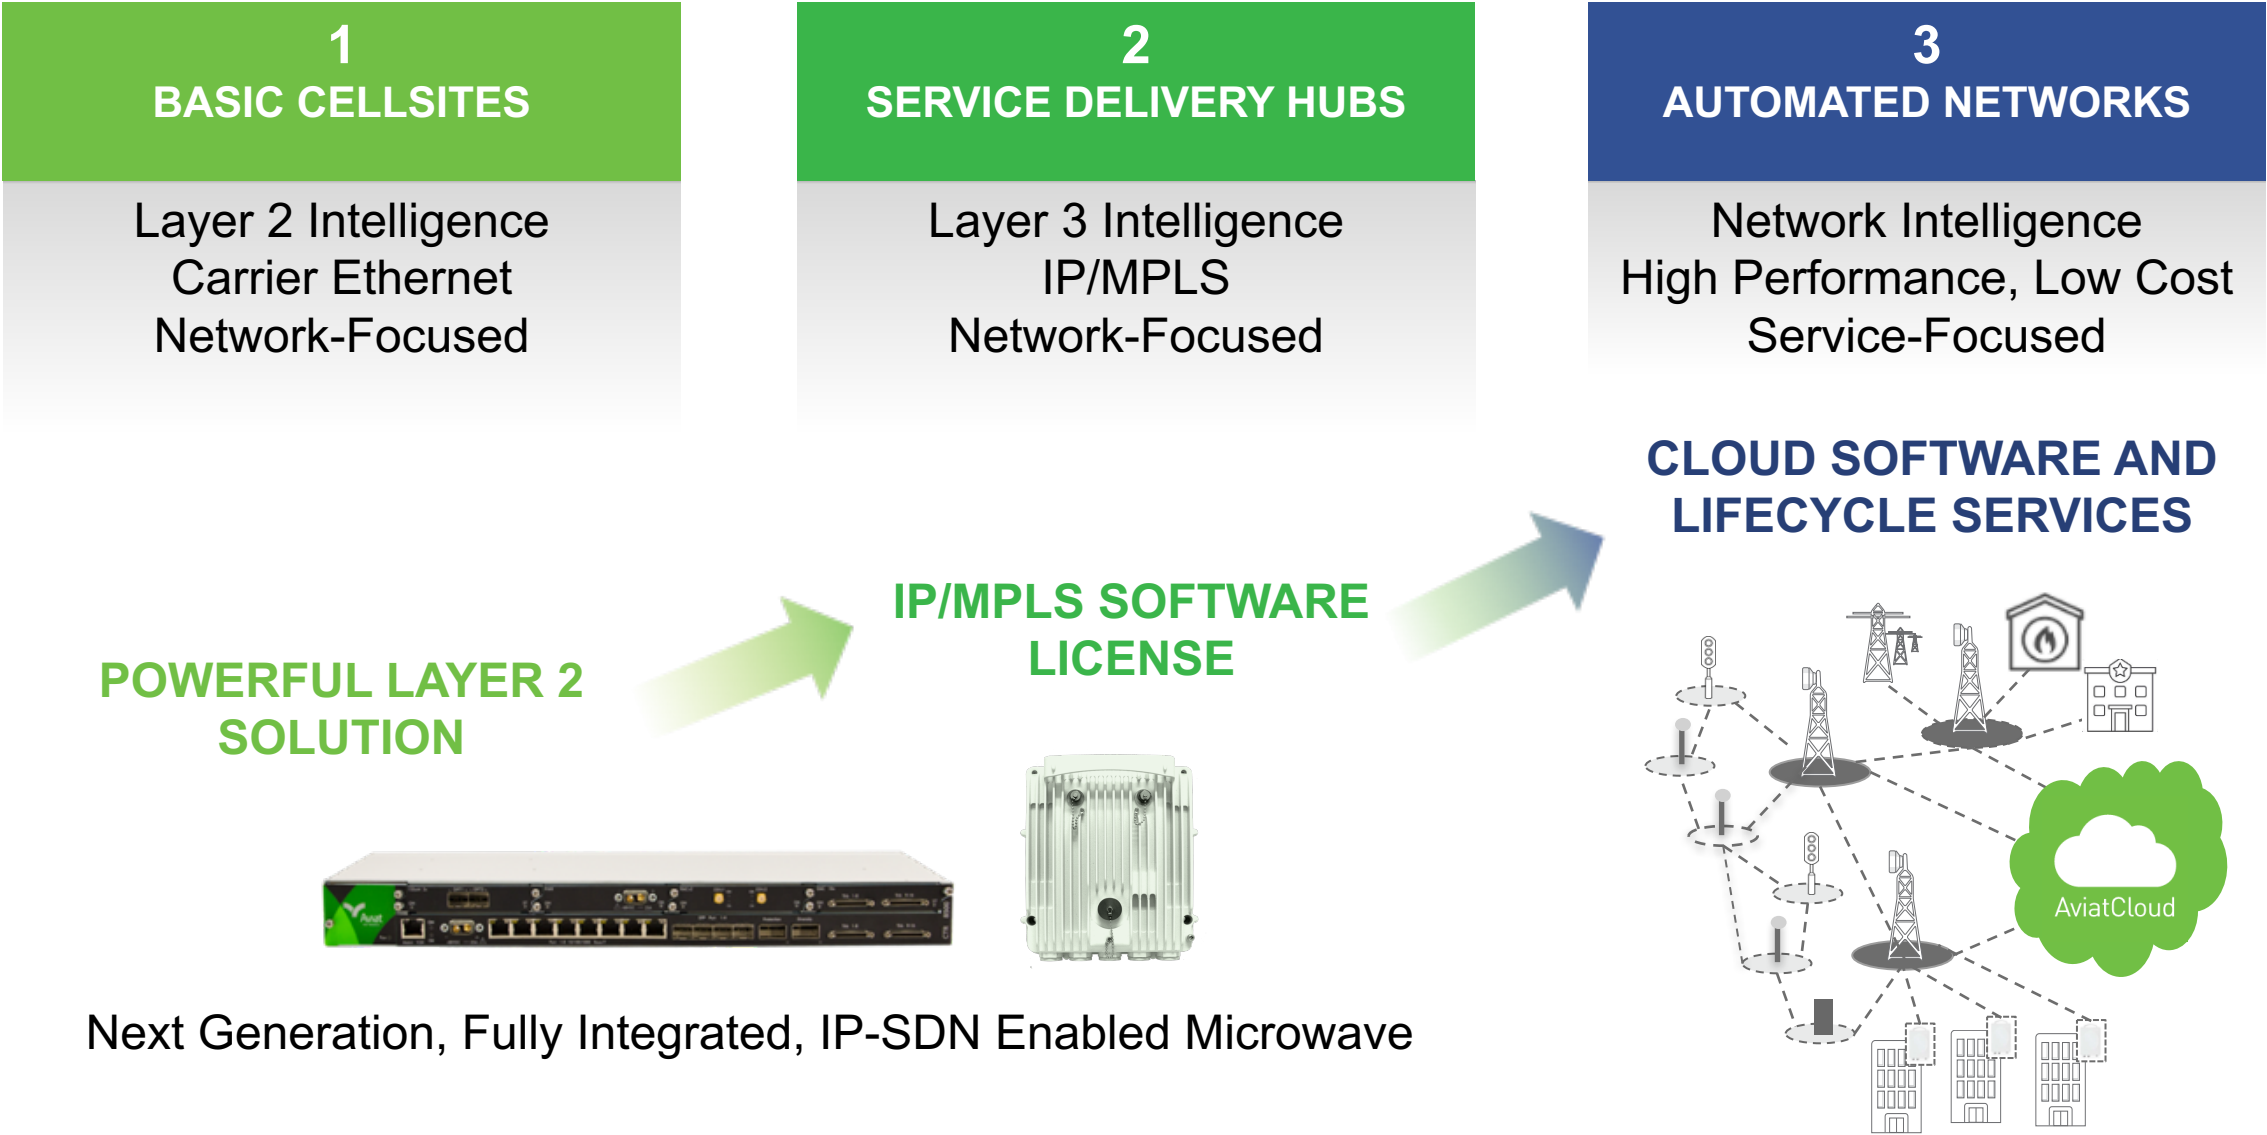 1
BASIC CELLSITES
Layer 2 Intelligence
Carrier Ethernet
Network-Focused
2
SERVICE DELIVERY HUBS
Layer 3 Intelligence
IP/MPLS
Network-Focused
3
AUTOMATED NETWORKS
Network Intelligence
High Performance, Low Cost
Service-Focused
POWERFUL LAYER 2
SOLUTION
IP/MPLS SOFTWARE
LICENSE
CLOUD SOFTWARE AND
LIFECYCLE SERVICES
Aviat
AviatCloud
Next Generation, Fully Integrated, IP-SDN Enabled Microwave